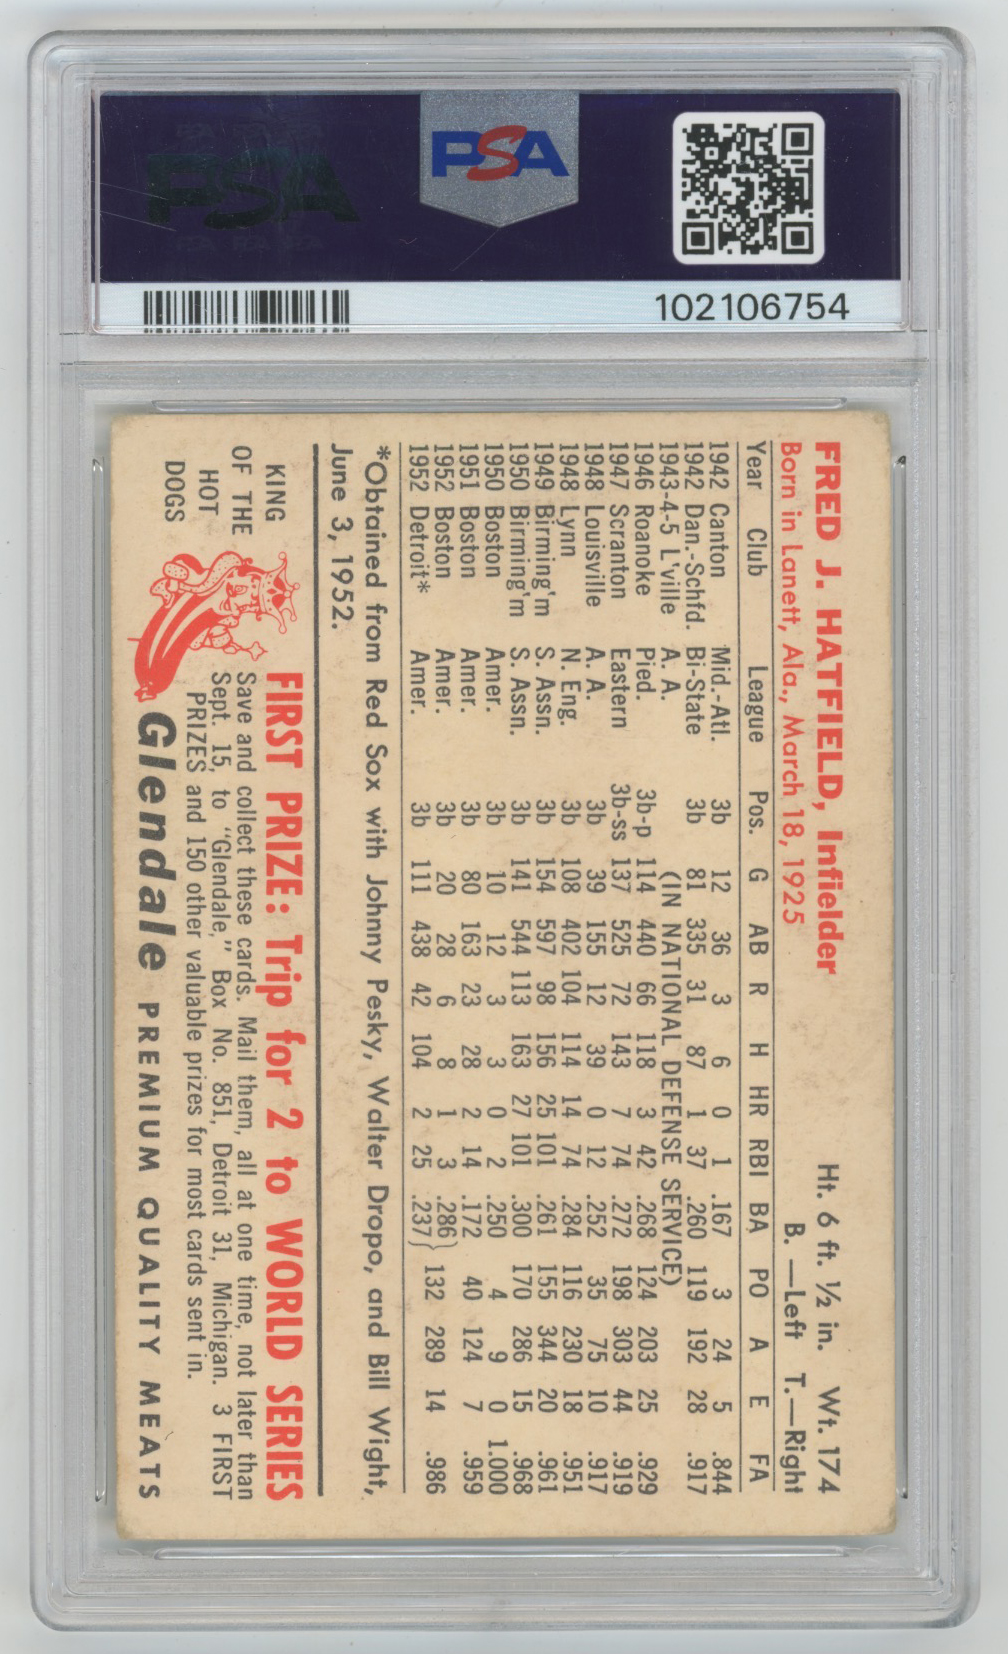 PSA
PSA
102106754
FRED J. HATFIELD, Infielder Ht. 6 ft. ½ in. Wt. 174
Born in Lanett, Ala., March 18, 1925 B.—Left T.—Right
Year Club League Pos. G AB R H HR RBI BA PO A E FA
1942 Canton Mid.-Atl. 3b 12 36 3 6 0 1 .167 3 24 5 .844
1942 Dan.-Schfd. Bi-State 3b 81 335 31 87 1 37 .260 119 192 28 .917
1943-4-5 L'ville A. A. (IN NATIONAL DEFENSE SERVICE)
1946 Roanoke Pied. 3b-p 114 440 66 118 3 42 .268 124 203 25 .929
1947 Scranton Eastern 3b-ss 137 525 72 143 7 74 .272 198 303 44 .919
1948 Louisville A. A. 3b 39 155 12 39 0 12 .252 35 75 10 .917
1948 Lynn N. Eng. 3b 108 402 104 114 14 74 .284 116 230 18 .951
1949 Birming'm S. Assn. 3b 154 597 98 156 25 101 .261 155 344 20 .961
1950 Birming'm S. Assn. 3b 141 544 113 163 27 101 .300 170 286 15 .968
1950 Boston Amer. 3b 10 12 3 3 0 2 .250 4 9 0 1.000
1951 Boston Amer. 3b 80 163 23 28 2 14 .172 40 124 7 .959
1952 Boston Amer. 3b 20 28 6 8 1 3 .286}
1952 Detroit* Amer. 3b 111 438 42 104 2 25 .237} 132 289 14 .986
*Obtained from Red Sox with Johnny Pesky, Walter Dropo, and Bill Wight,
June 3, 1952.
KING
OF THE
HOT
DOGS
FIRST PRIZE: Trip for 2 to WORLD SERIES
Save and collect these cards. Mail them, all at one time, not later than
Sept. 15, to "Glendale," Box No. 851, Detroit 31, Michigan. 3 FIRST
PRIZES and 150 other valuable prizes for most cards sent in.
Glendale PREMIUM QUALITY MEATS